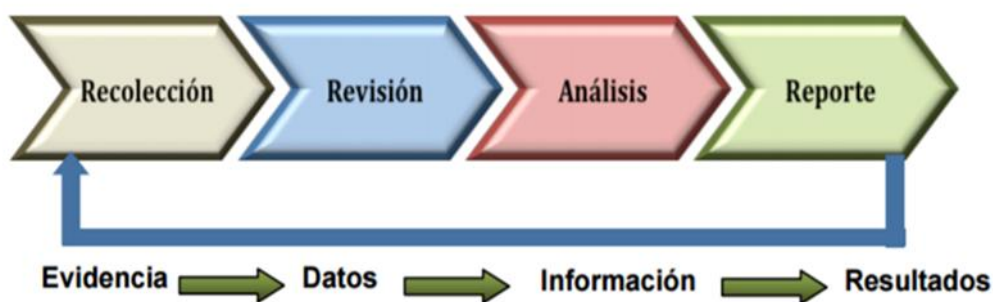 Recolección Revisión Análisis Reporte
Evidencia Datos Información Resultados